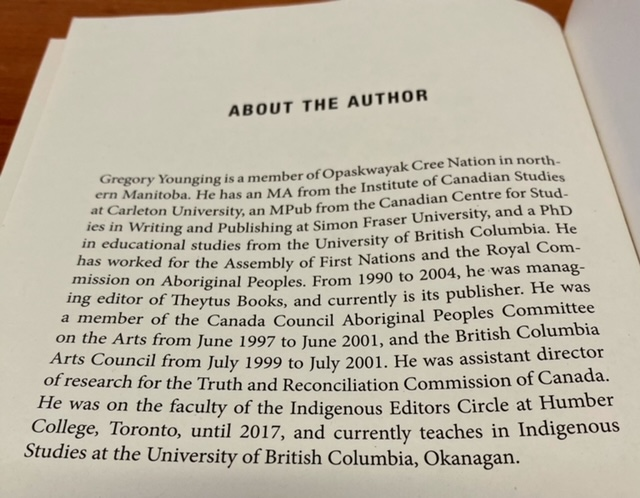 ABOUT THE AUTHOR
Gregory Younging is a member of Opaskwayak Cree Nation in north-
ern Manitoba. He has an MA from the Institute of Canadian Studies
at Carleton University, an MPub from the Canadian Centre for Stud-
ies in Writing and Publishing at Simon Fraser University, and a PhD
in educational studies from the University of British Columbia. He
has worked for the Assembly of First Nations and the Royal Com-
mission on Aboriginal Peoples. From 1990 to 2004, he was manag-
ing editor of Theytus Books, and currently is its publisher. He was
a member of the Canada Council Aboriginal Peoples Committee
on the Arts from June 1997 to June 2001, and the British Columbia
Arts Council from July 1999 to July 2001. He was assistant director
of research for the Truth and Reconciliation Commission of Canada.
He was on the faculty of the Indigenous Editors Circle at Humber
College, Toronto, until 2017, and currently teaches in Indigenous
Studies at the University of British Columbia, Okanagan.